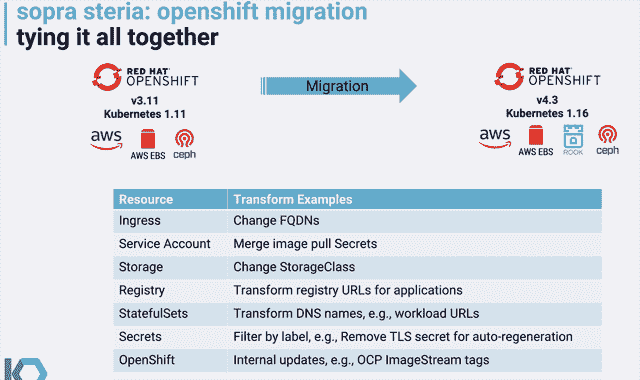 sopra steria: openshift migration
tying it all together
RED HAT®
OPENSHIFT
v3.11
Kubernetes 1.11
aws
AWS EBS
ceph
Migration
RED HAT®
OPENSHIFT
v4.3
Kubernetes 1.16
aws
AWS EBS
ROOK
ceph
Resource Transform Examples
Ingress Change FQDNs
Service Account Merge image pull Secrets
Storage Change StorageClass
Registry Transform registry URLs for applications
StatefulSets Transform DNS names, e.g., workload URLs
Secrets Filter by label, e.g., Remove TLS secret for auto-regeneration
OpenShift Internal updates, e.g., OCP ImageStream tags